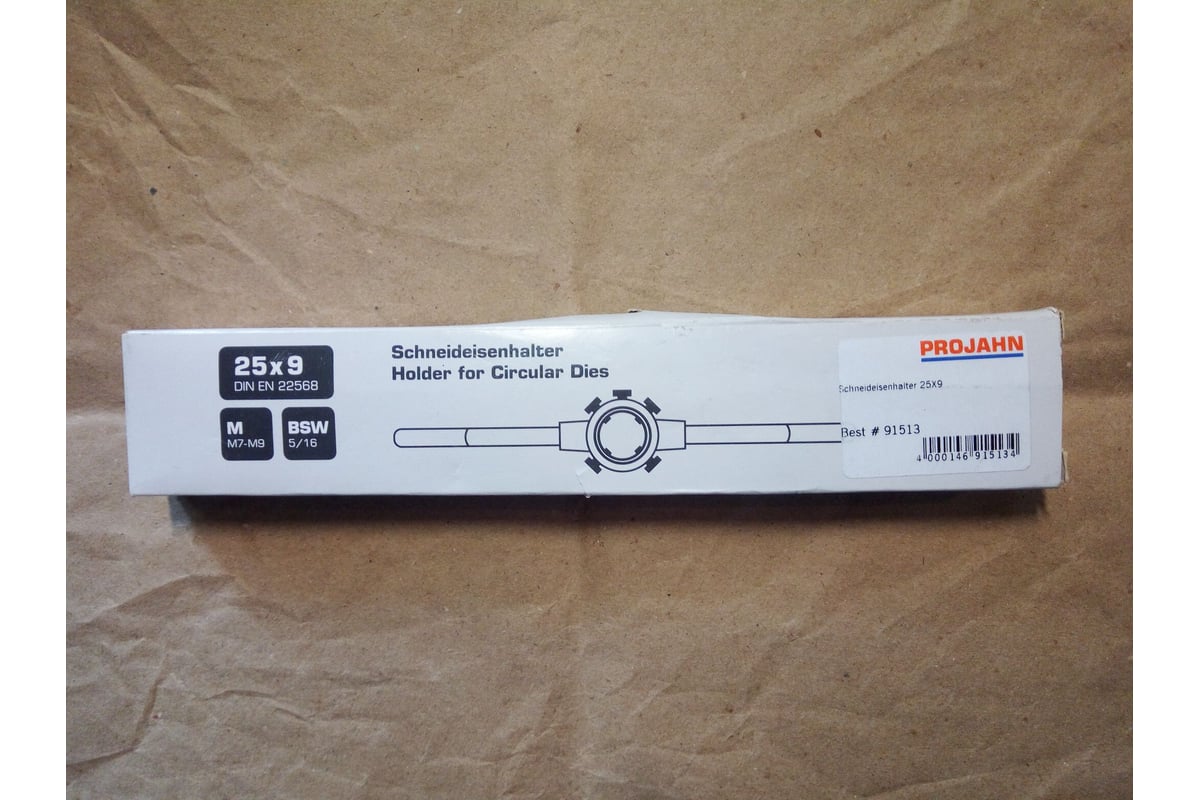 25x9
DIN EN 22568
M
M7-M9
BSW
5/16
Schneideisenhalter
Holder for Circular Dies
PROJAHN
Schneideisenhalter 25X9
Best # 91513
4 000146 915134